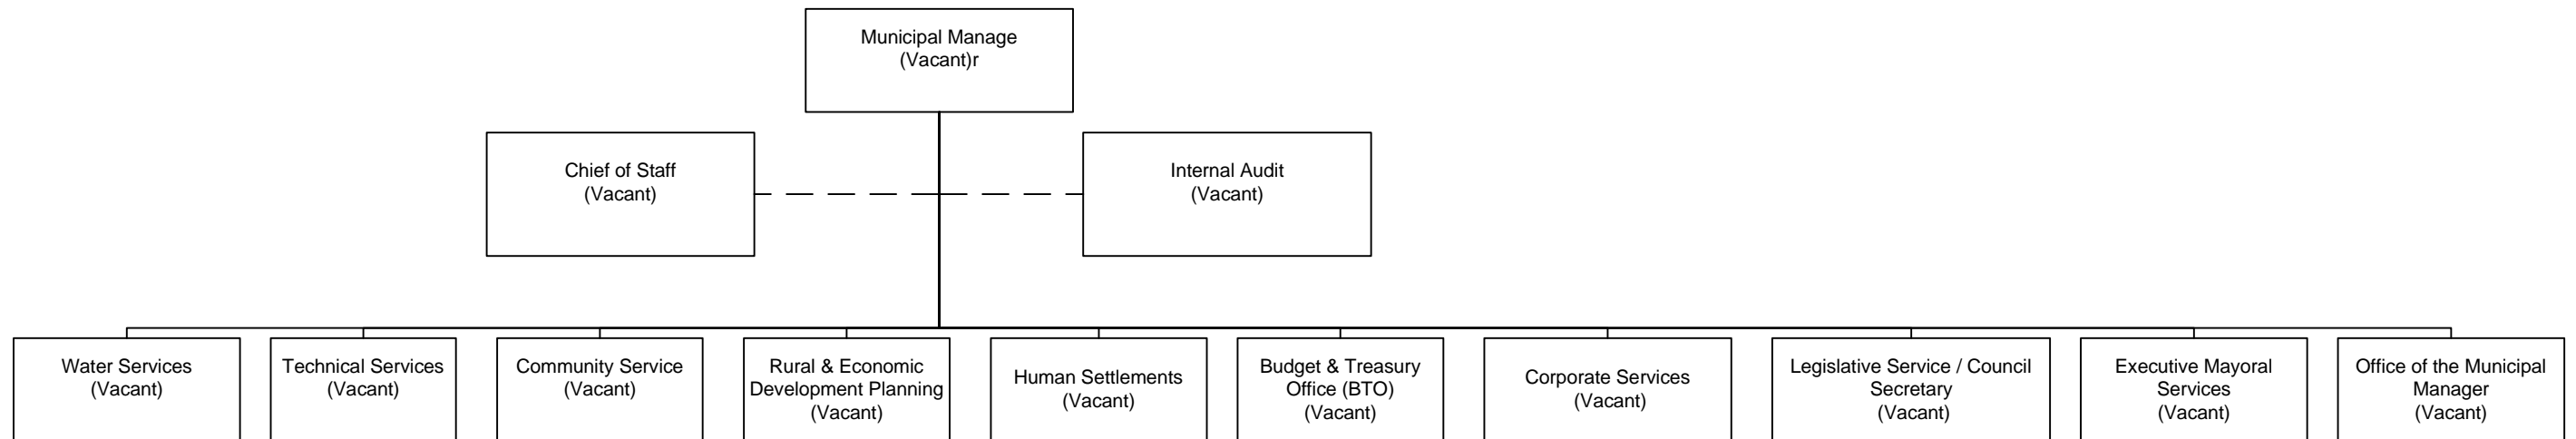 Municipal Manage
(Vacant)r
Chief of Staff
(Vacant)
Internal Audit
(Vacant)
Water Services
(Vacant)
Technical Services
(Vacant)
Community Service
(Vacant)
Rural & Economic
Development Planning
(Vacant)
Human Settlements
(Vacant)
Budget & Treasury
Office (BTO)
(Vacant)
Corporate Services
(Vacant)
Legislative Service / Council
Secretary
(Vacant)
Executive Mayoral
Services
(Vacant)
Office of the Municipal
Manager
(Vacant)